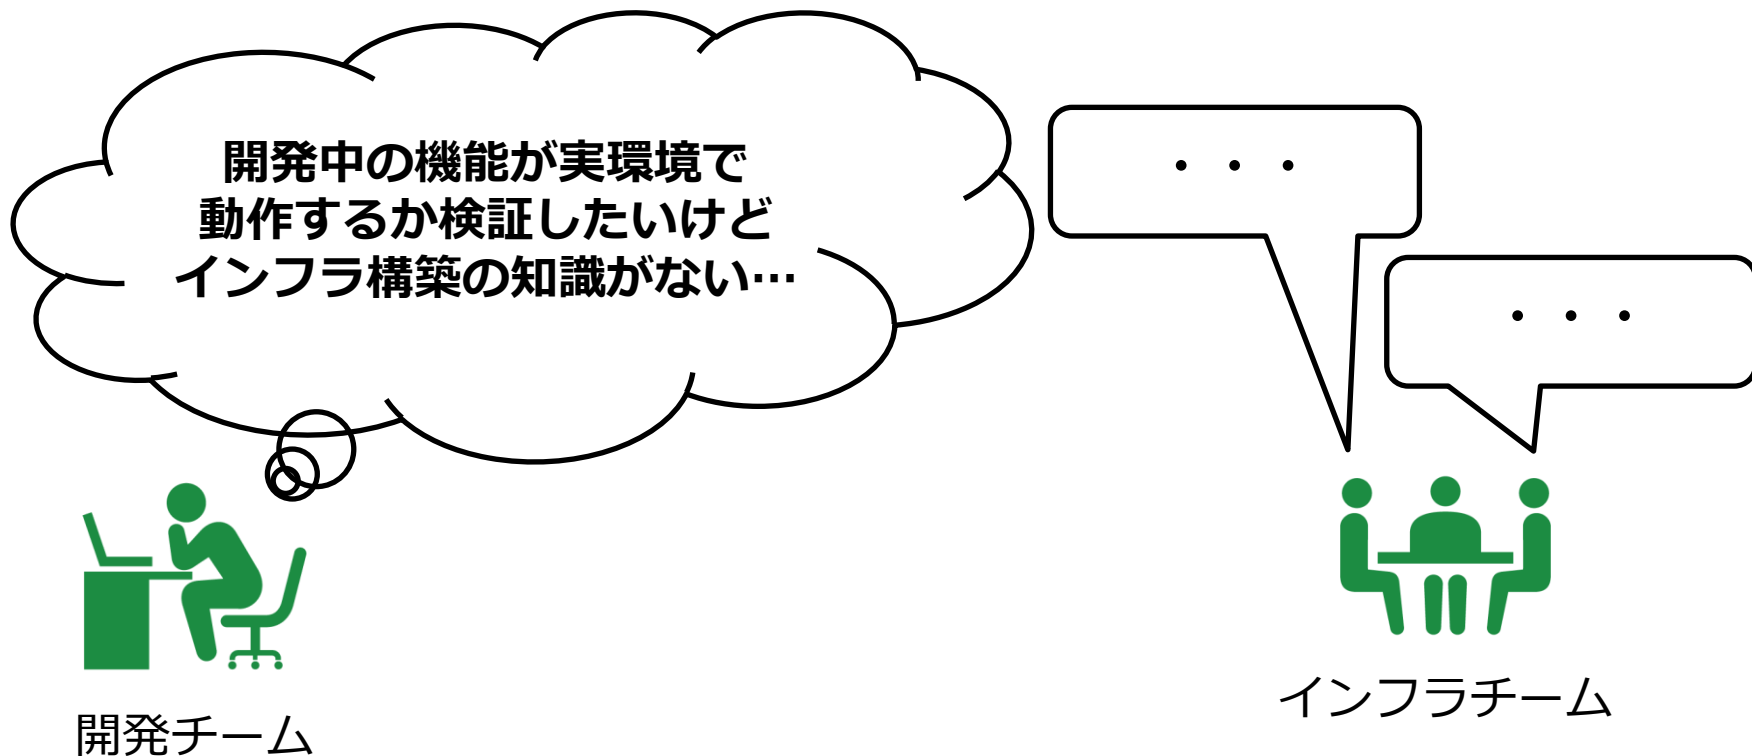 開発中の機能が実環境で
動作するか検証したいけど
インフラ構築の知識がない…
・・・
・・・
開発チーム
インフラチーム